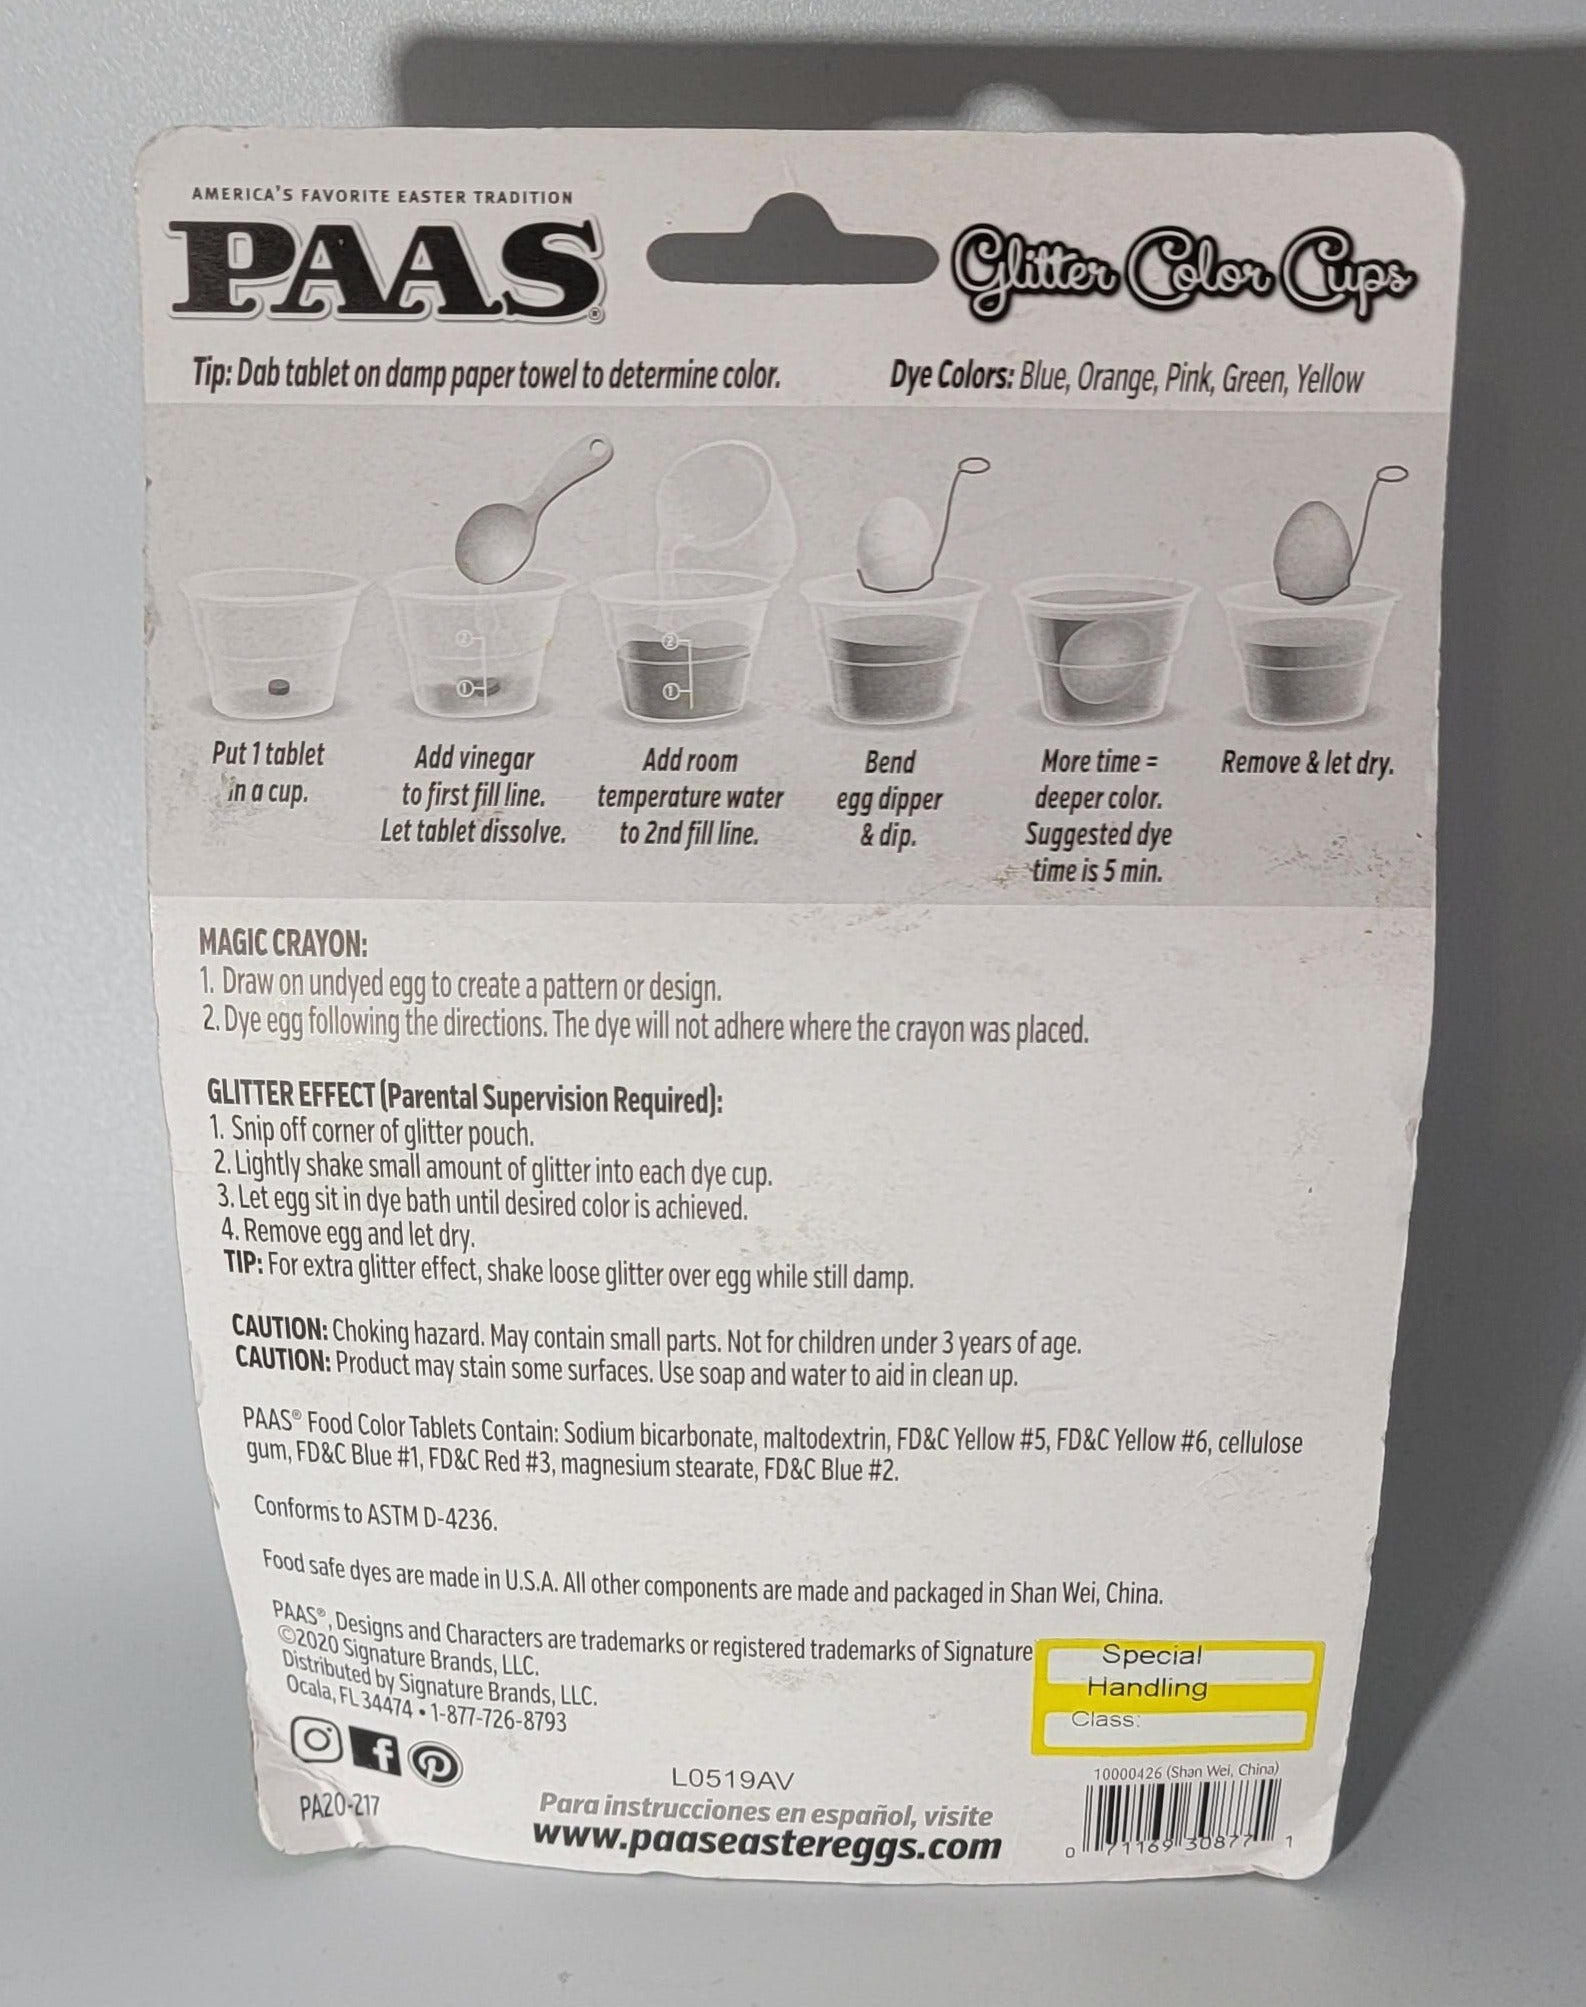 AMERICA'S FAVORITE EASTER TRADITION
PAAS®
Glitter Color Cups
Tip: Dab tablet on damp paper towel to determine color.
Dye Colors: Blue, Orange, Pink, Green, Yellow
2
1
2
1
Put 1 tablet
in a cup.
Add vinegar
to first fill line.
Let tablet dissolve.
Add room
temperature water
to 2nd fill line.
Bend
egg dipper
& dip.
More time =
deeper color.
Suggested dye
time is 5 min.
Remove & let dry.
MAGIC CRAYON:
1. Draw on undyed egg to create a pattern or design.
2. Dye egg following the directions. The dye will not adhere where the crayon was placed.
GLITTER EFFECT (Parental Supervision Required):
1. Snip off corner of glitter pouch.
2. Lightly shake small amount of glitter into each dye cup.
3. Let egg sit in dye bath until desired color is achieved.
4. Remove egg and let dry.
TIP: For extra glitter effect, shake loose glitter over egg while still damp.
CAUTION: Choking hazard. May contain small parts. Not for children under 3 years of age.
CAUTION: Product may stain some surfaces. Use soap and water to aid in clean up.
PAAS® Food Color Tablets Contain: Sodium bicarbonate, maltodextrin, FD&C Yellow #5, FD&C Yellow #6, cellulose
gum, FD&C Blue #1, FD&C Red #3, magnesium stearate, FD&C Blue #2.
Conforms to ASTM D-4236.
Food safe dyes are made in U.S.A. All other components are made and packaged in Shan Wei, China.
PAAS®, Designs and Characters are trademarks or registered trademarks of Signature
©2020 Signature Brands, LLC.
Distributed by Signature Brands, LLC.
Ocala, FL 34474 • 1-877-726-8793
Special
Handling
Class:
PA20-217
L0519AV
Para instrucciones en español, visite
www.paaseastereggs.com
10000426 (Shan Wei, China)
0 71169 30877 1